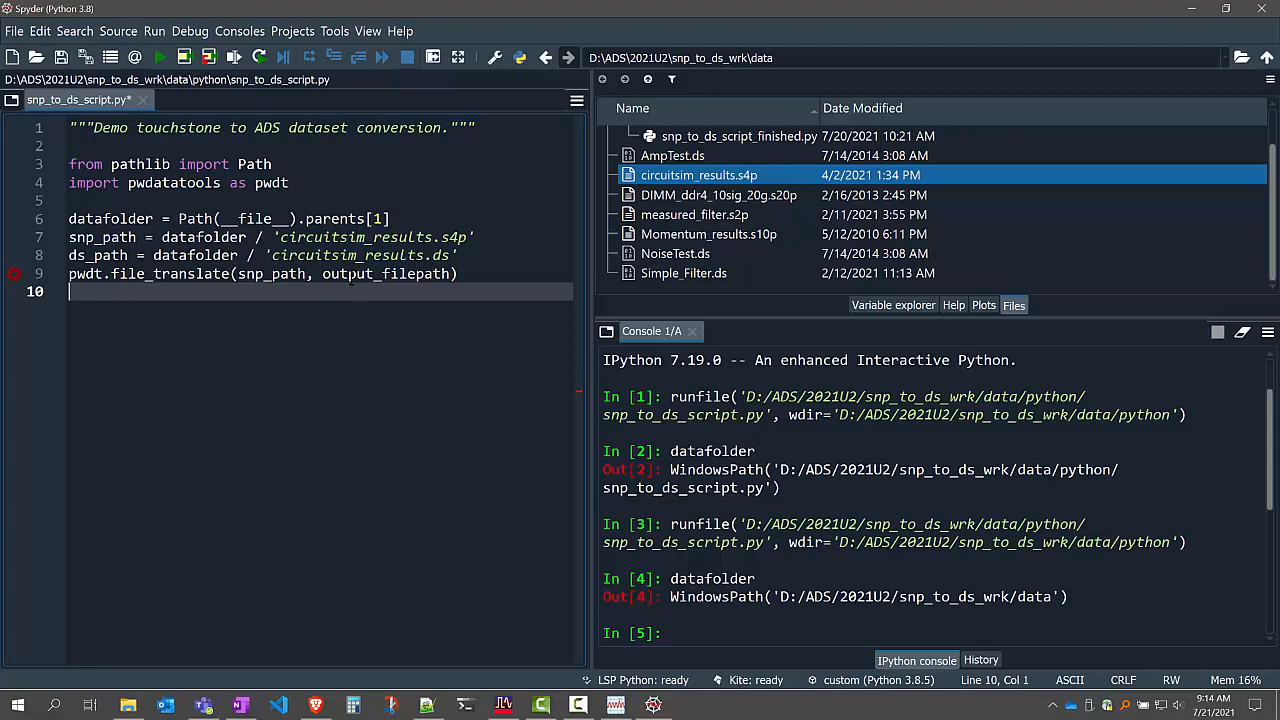 Spyder (Python 3.8)
File Edit Search Source Run Debug Consoles Projects Tools View Help
D:\ADS\2021U2\snp_to_ds_wrk\data
D:\ADS\2021U2\snp_to_ds_wrk\data\python\snp_to_ds_script.py
snp_to_ds_script.py*
1 """Demo touchstone to ADS dataset conversion."""
2
3 from pathlib import Path
4 import pwdatatools as pwdt
5
6 datafolder = Path(__file__).parents[1]
7 snp_path = datafolder / 'circuitsim_results.s4p'
8 ds_path = datafolder / 'circuitsim_results.ds'
9 pwdt.file_translate(snp_path, output_filepath)
10
Name Date Modified
snp_to_ds_script_finished.py 7/20/2021 10:21 AM
AmpTest.ds 7/14/2014 3:08 AM
circuitsim_results.s4p 4/2/2021 1:34 PM
DIMM_ddr4_10sig_20g.s20p 2/16/2013 2:45 PM
measured_filter.s2p 2/11/2021 3:55 PM
Momentum_results.s10p 5/12/2010 6:11 PM
NoiseTest.ds 7/14/2014 3:08 AM
Simple_Filter.ds 2/12/2021 11:13 AM
Variable explorer Help Plots Files
Console 1/A
IPython 7.19.0 -- An enhanced Interactive Python.
In [1]: runfile('D:/ADS/2021U2/snp_to_ds_wrk/data/python/
snp_to_ds_script.py', wdir='D:/ADS/2021U2/snp_to_ds_wrk/data/python')
In [2]: datafolder
Out[2]: WindowsPath('D:/ADS/2021U2/snp_to_ds_wrk/data/python/
snp_to_ds_script.py')
In [3]: runfile('D:/ADS/2021U2/snp_to_ds_wrk/data/python/
snp_to_ds_script.py', wdir='D:/ADS/2021U2/snp_to_ds_wrk/data/python')
In [4]: datafolder
Out[4]: WindowsPath('D:/ADS/2021U2/snp_to_ds_wrk/data')
In [5]:
IPython console History
LSP Python: ready Kite: ready custom (Python 3.8.5) Line 10, Col 1 ASCII CRLF RW Mem 16%
9:14 AM
7/21/2021